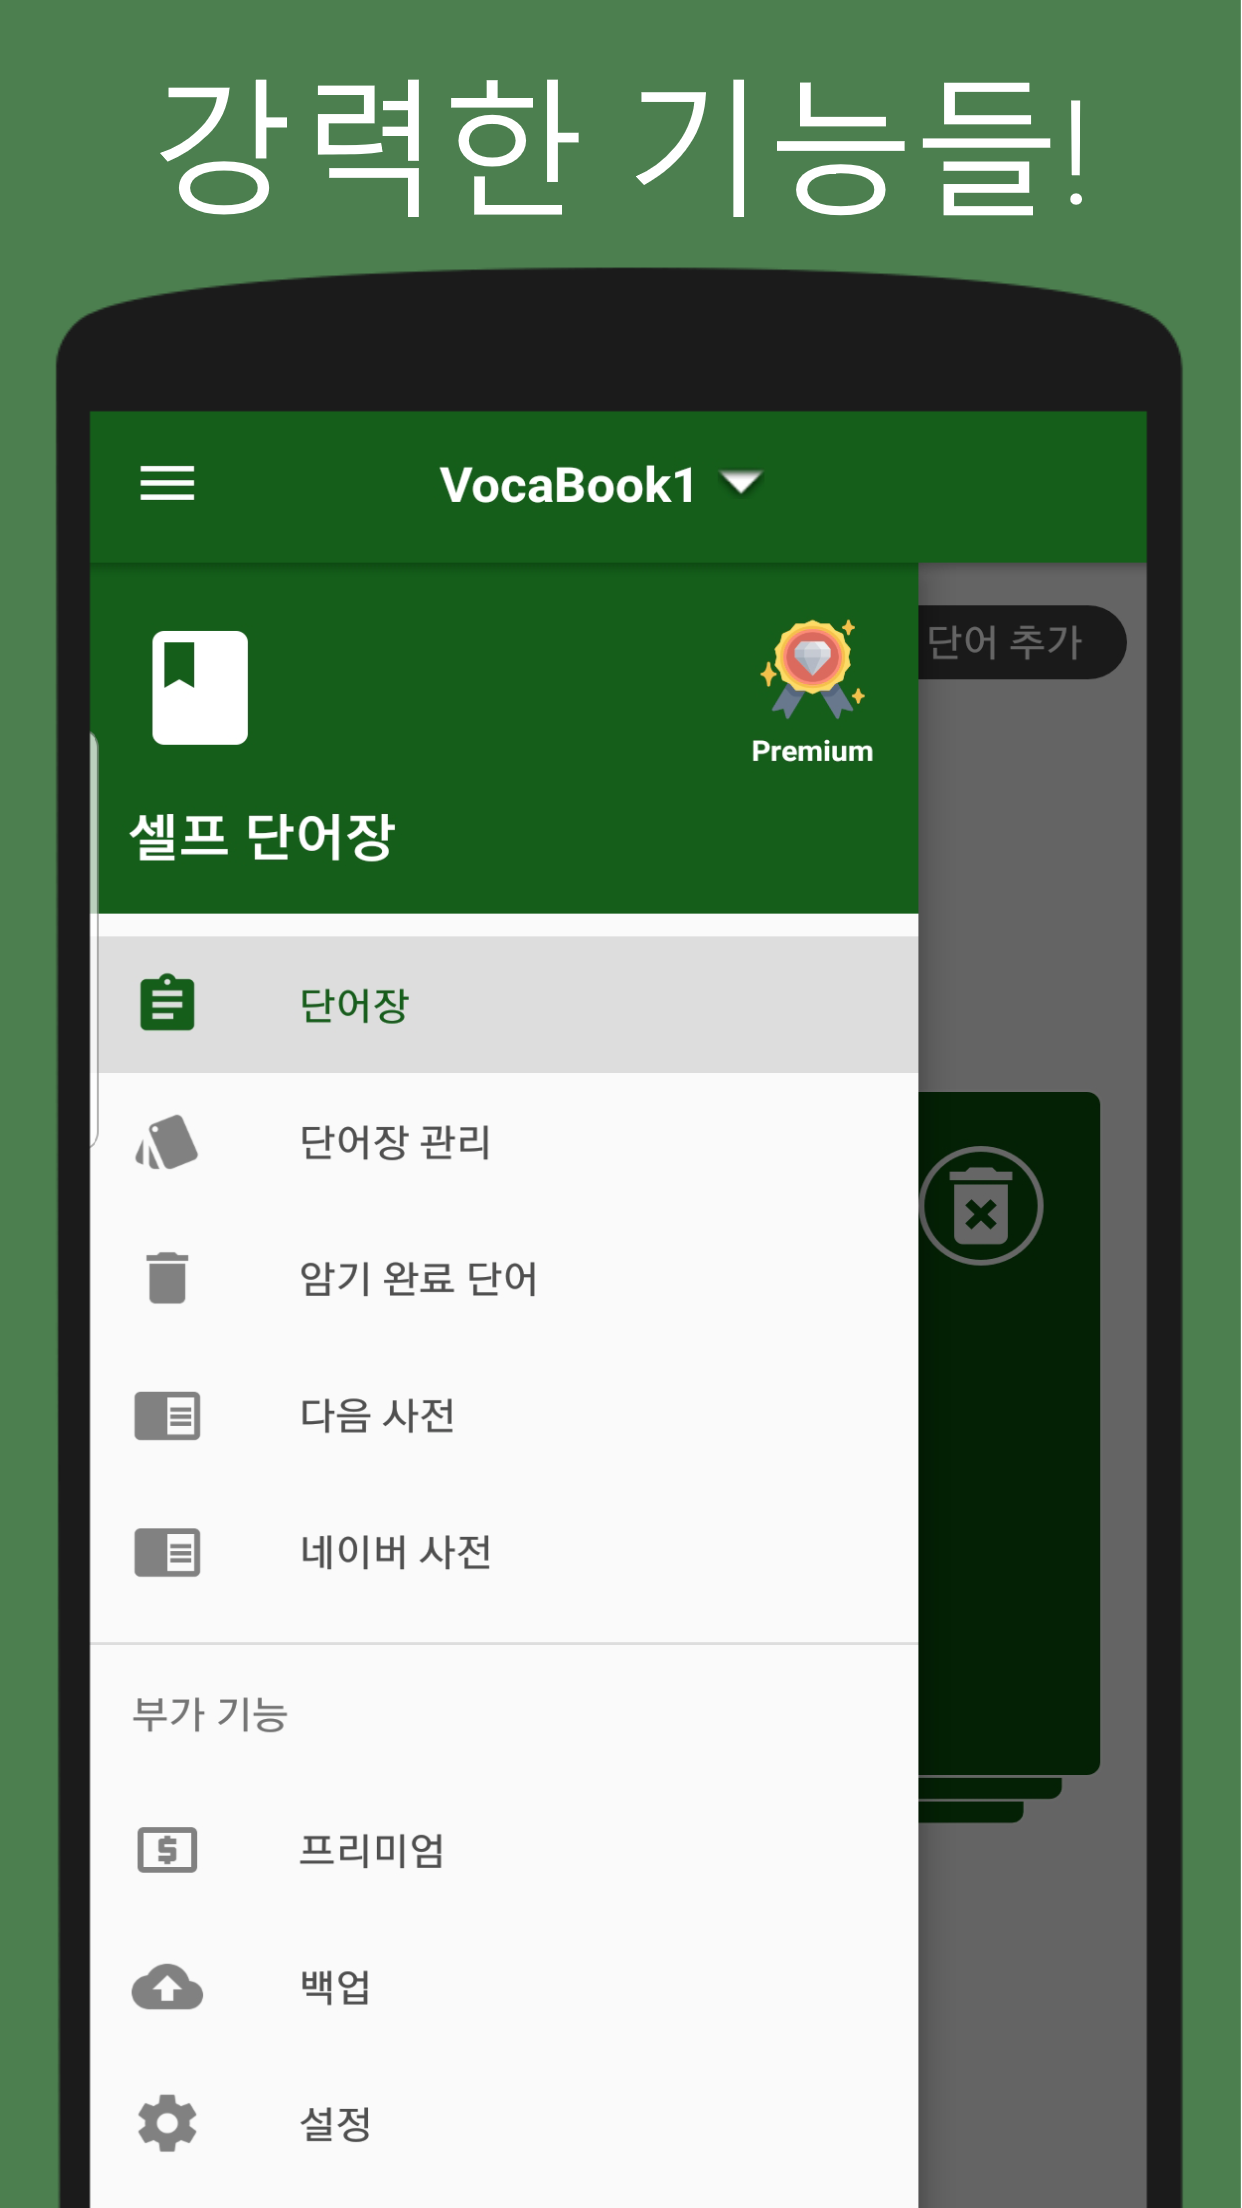 강력한 기능들!
VocaBook1
단어 추가
Premium
셀프 단어장
단어장
단어장 관리
암기 완료 단어
다음 사전
네이버 사전
부가 기능
프리미엄
백업
설정